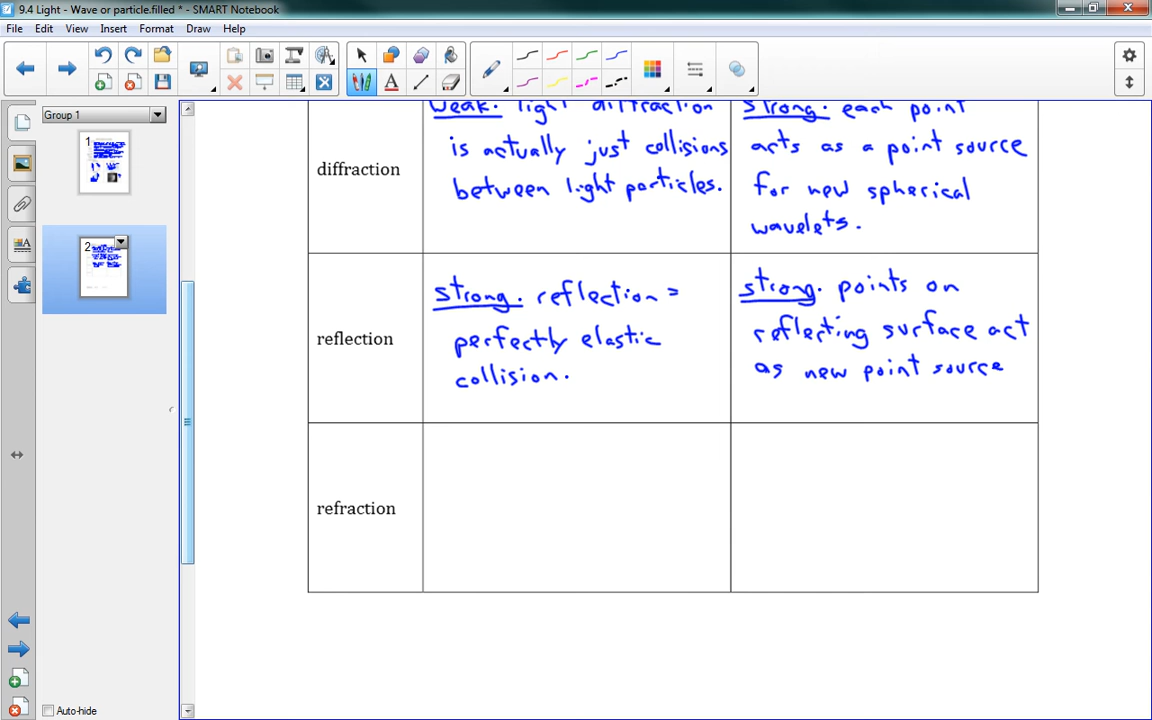 9.4 Light - Wave or particle.filled * - SMART Notebook
File Edit View Insert Format Draw Help
Group 1
1
2
weak. light diffraction
is actually just collisions
between light particles.
strong. each point
acts as a point source
for new spherical
wavelets.
diffraction
strong. reflection =
perfectly elastic
collision.
strong. points on
reflecting surface act
as new point source
reflection
refraction
Auto-hide